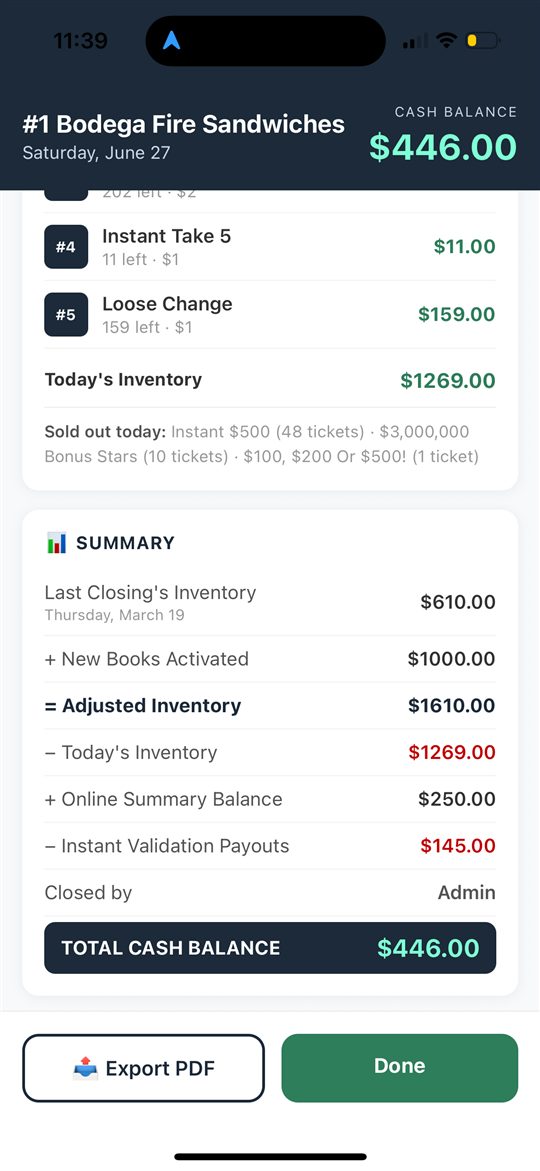 11:39
#1 Bodega Fire Sandwiches
Saturday, June 27
CASH BALANCE
$446.00
202 left · $2
#4
Instant Take 5
11 left · $1
$11.00
#5
Loose Change
159 left · $1
$159.00
Today's Inventory
$1269.00
Sold out today: Instant $500 (48 tickets) · $3,000,000
Bonus Stars (10 tickets) · $100, $200 Or $500! (1 ticket)
SUMMARY
Last Closing's Inventory
Thursday, March 19
$610.00
+ New Books Activated
$1000.00
= Adjusted Inventory
$1610.00
− Today's Inventory
$1269.00
+ Online Summary Balance
$250.00
− Instant Validation Payouts
$145.00
Closed by
Admin
TOTAL CASH BALANCE
$446.00
Export PDF
Done